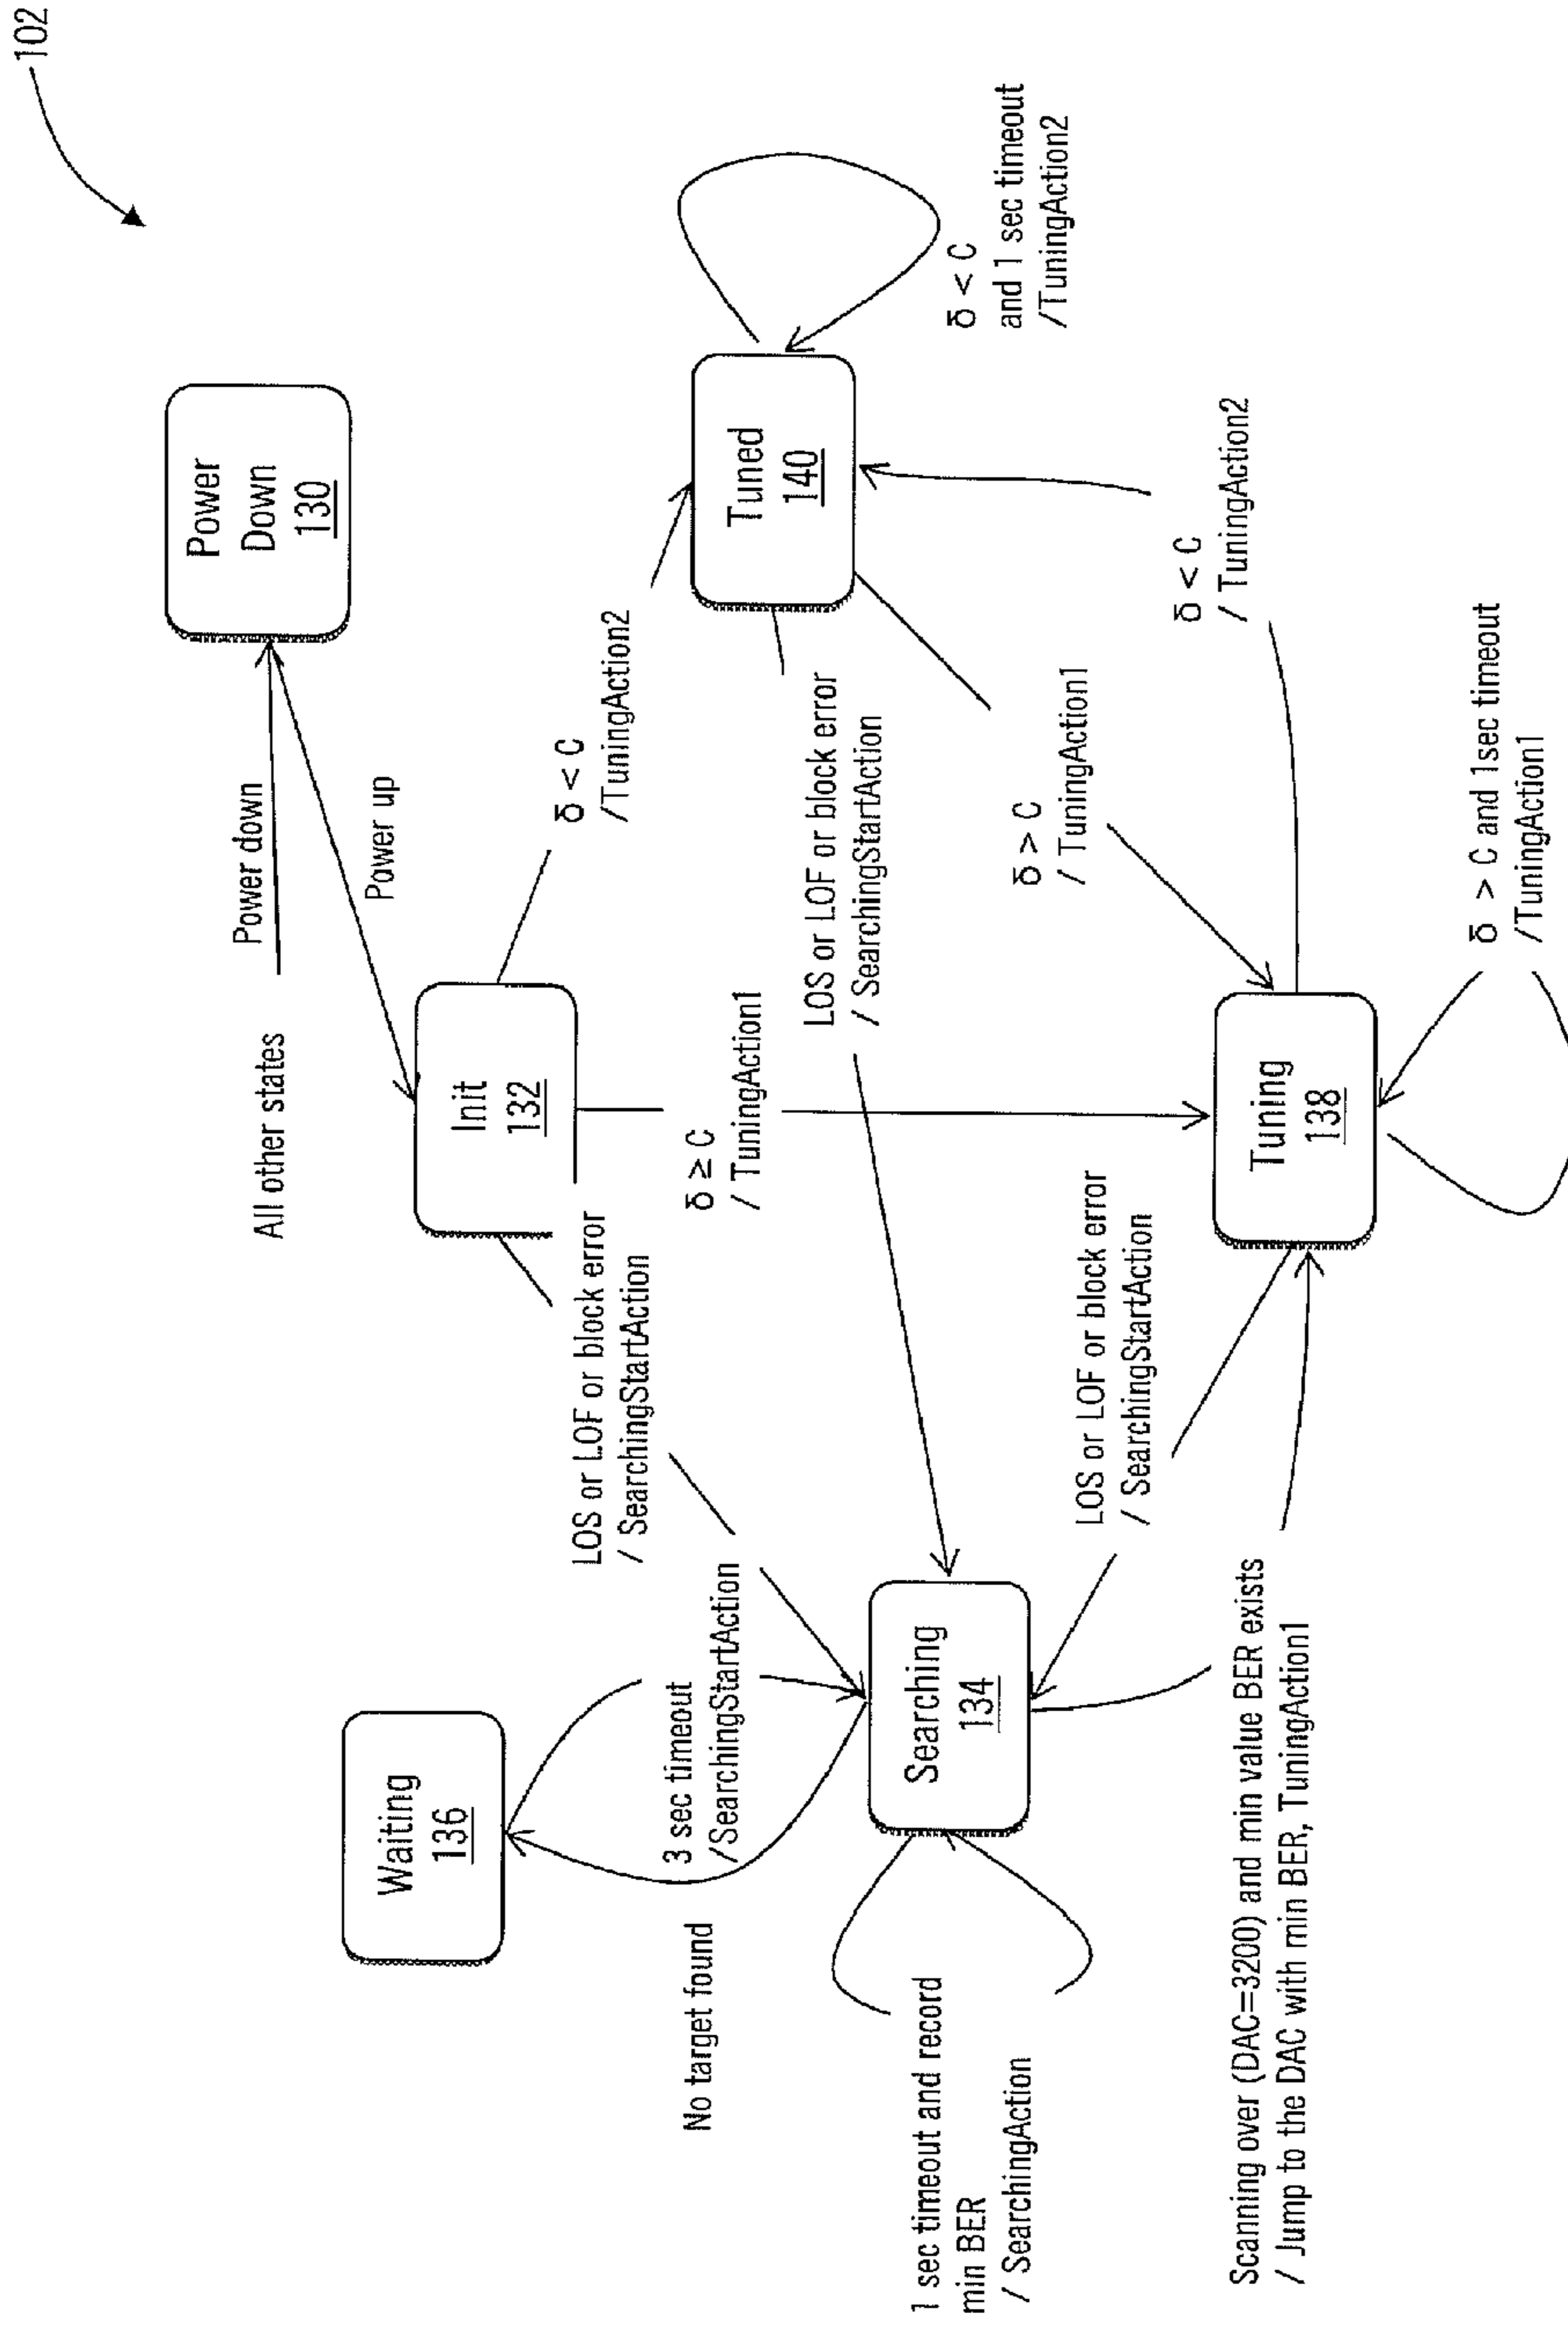 102
Power
Down
130
Power down
All other states
Power up
Init
132
δ < C
/TuningAction2
Tuned
140
δ < C
and 1 sec timeout
/TuningAction2
Waiting
136
LOS or LOF or block error
/ SearchingStartAction
δ ≥ C
/ TuningAction1
LOS or LOF or block error
/ SearchingStartAction
δ > C
/ TuningAction1
δ < C
/ TuningAction2
3 sec timeout
/SearchingStartAction
No target found
Searching
134
LOS or LOF or block error
/ SearchingStartAction
Tuning
138
1 sec timeout and record
min BER
/ SearchingAction
Scanning over (DAC=3200) and min value BER exists
/ Jump to the DAC with min BER, TuningAction1
δ > C and 1sec timeout
/TuningAction1